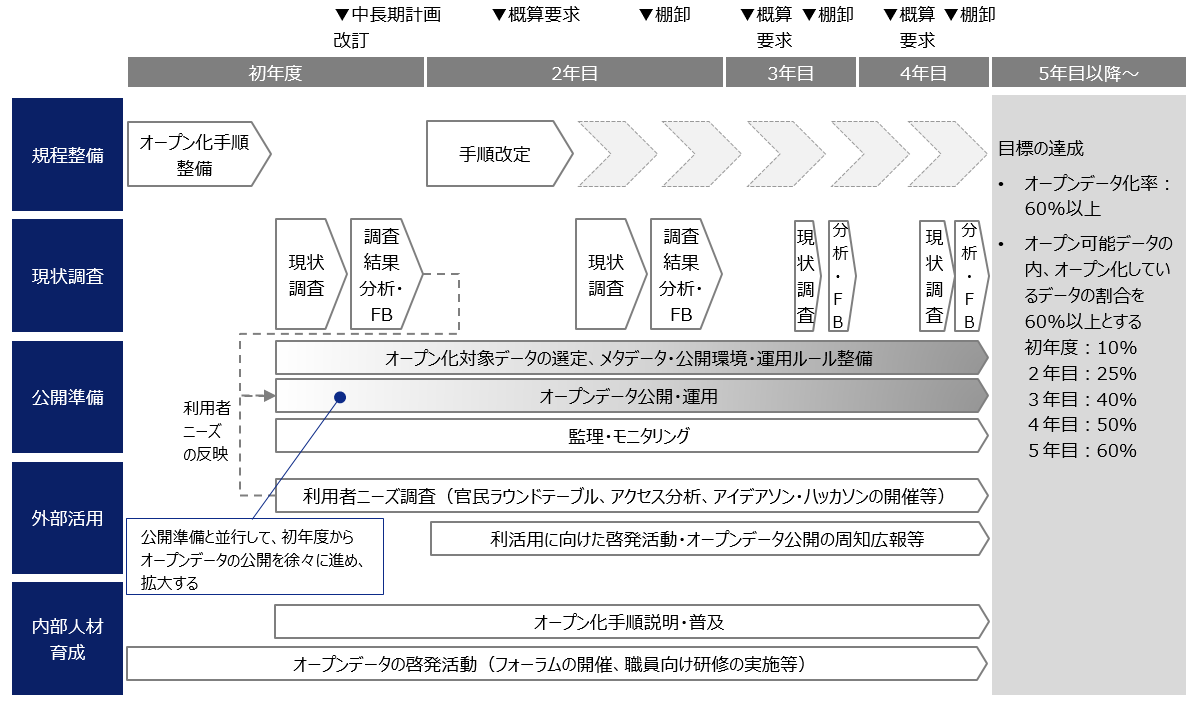 ▼中長期計画
改訂
▼概算要求
▼棚卸
▼概算
要求
▼棚卸
▼概算
要求
▼棚卸
初年度
2年目
3年目
4年目
5年目以降～
規程整備
オープン化手順
整備
手順改定
現状調査
現状
調査
調査
結果
分析・
FB
現状
調査
調査
結果
分析・
FB
現状調査
分析・FB
現状調査
分析・FB
公開準備
オープン化対象データの選定、メタデータ・公開環境・運用ルール整備
オープンデータ公開・運用
監理・モニタリング
利用者
ニーズ
の反映
外部活用
利用者ニーズ調査（官民ラウンドテーブル、アクセス分析、アイデアソン・ハッカソンの開催等）
利活用に向けた啓発活動・オープンデータ公開の周知広報等
公開準備と並行して、初年度から
オープンデータの公開を徐々に進め、
拡大する
内部人材
育成
オープン化手順説明・普及
オープンデータの啓発活動（フォーラムの開催、職員向け研修の実施等）
目標の達成
• オープンデータ化率：
60%以上
• オープン可能データの
内、オープン化してい
るデータの割合を
60%以上とする
初年度：10%
２年目：25%
３年目：40%
４年目：50%
５年目：60%